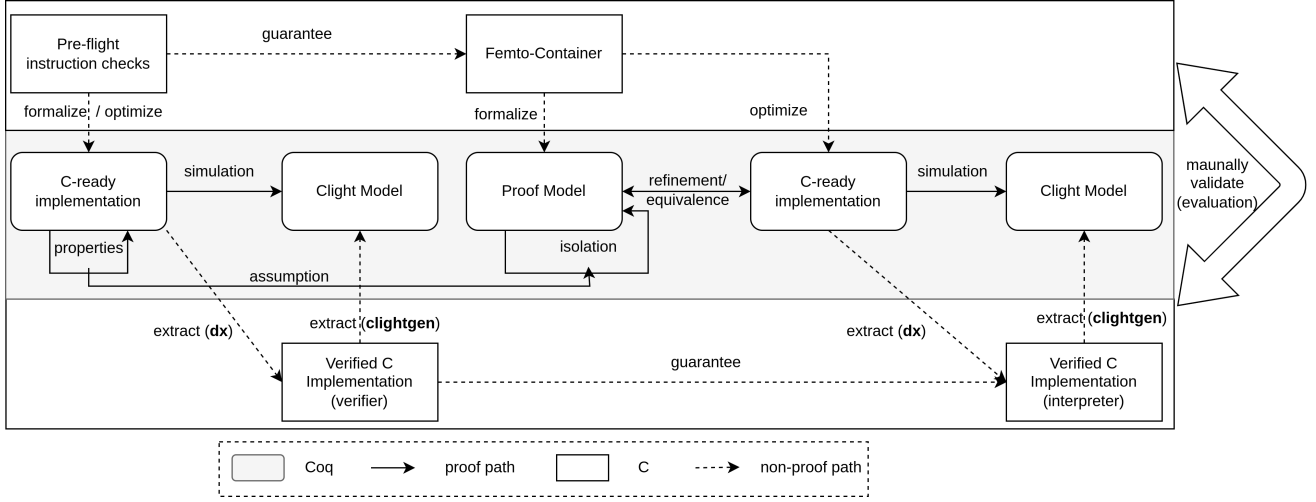 Pre-flight
instruction checks
guarantee
Femto-Container
formalize / optimize
formalize
optimize
C-ready
implementation
simulation
Clight Model
Proof Model
refinement/
equivalence
C-ready
implementation
simulation
Clight Model
maunally
validate
(evaluation)
properties
isolation
assumption
extract (dx)
extract (clightgen)
extract (dx)
extract (clightgen)
Verified C
Implementation
(verifier)
guarantee
Verified C
Implementation
(interpreter)
Coq
proof path
C
non-proof path